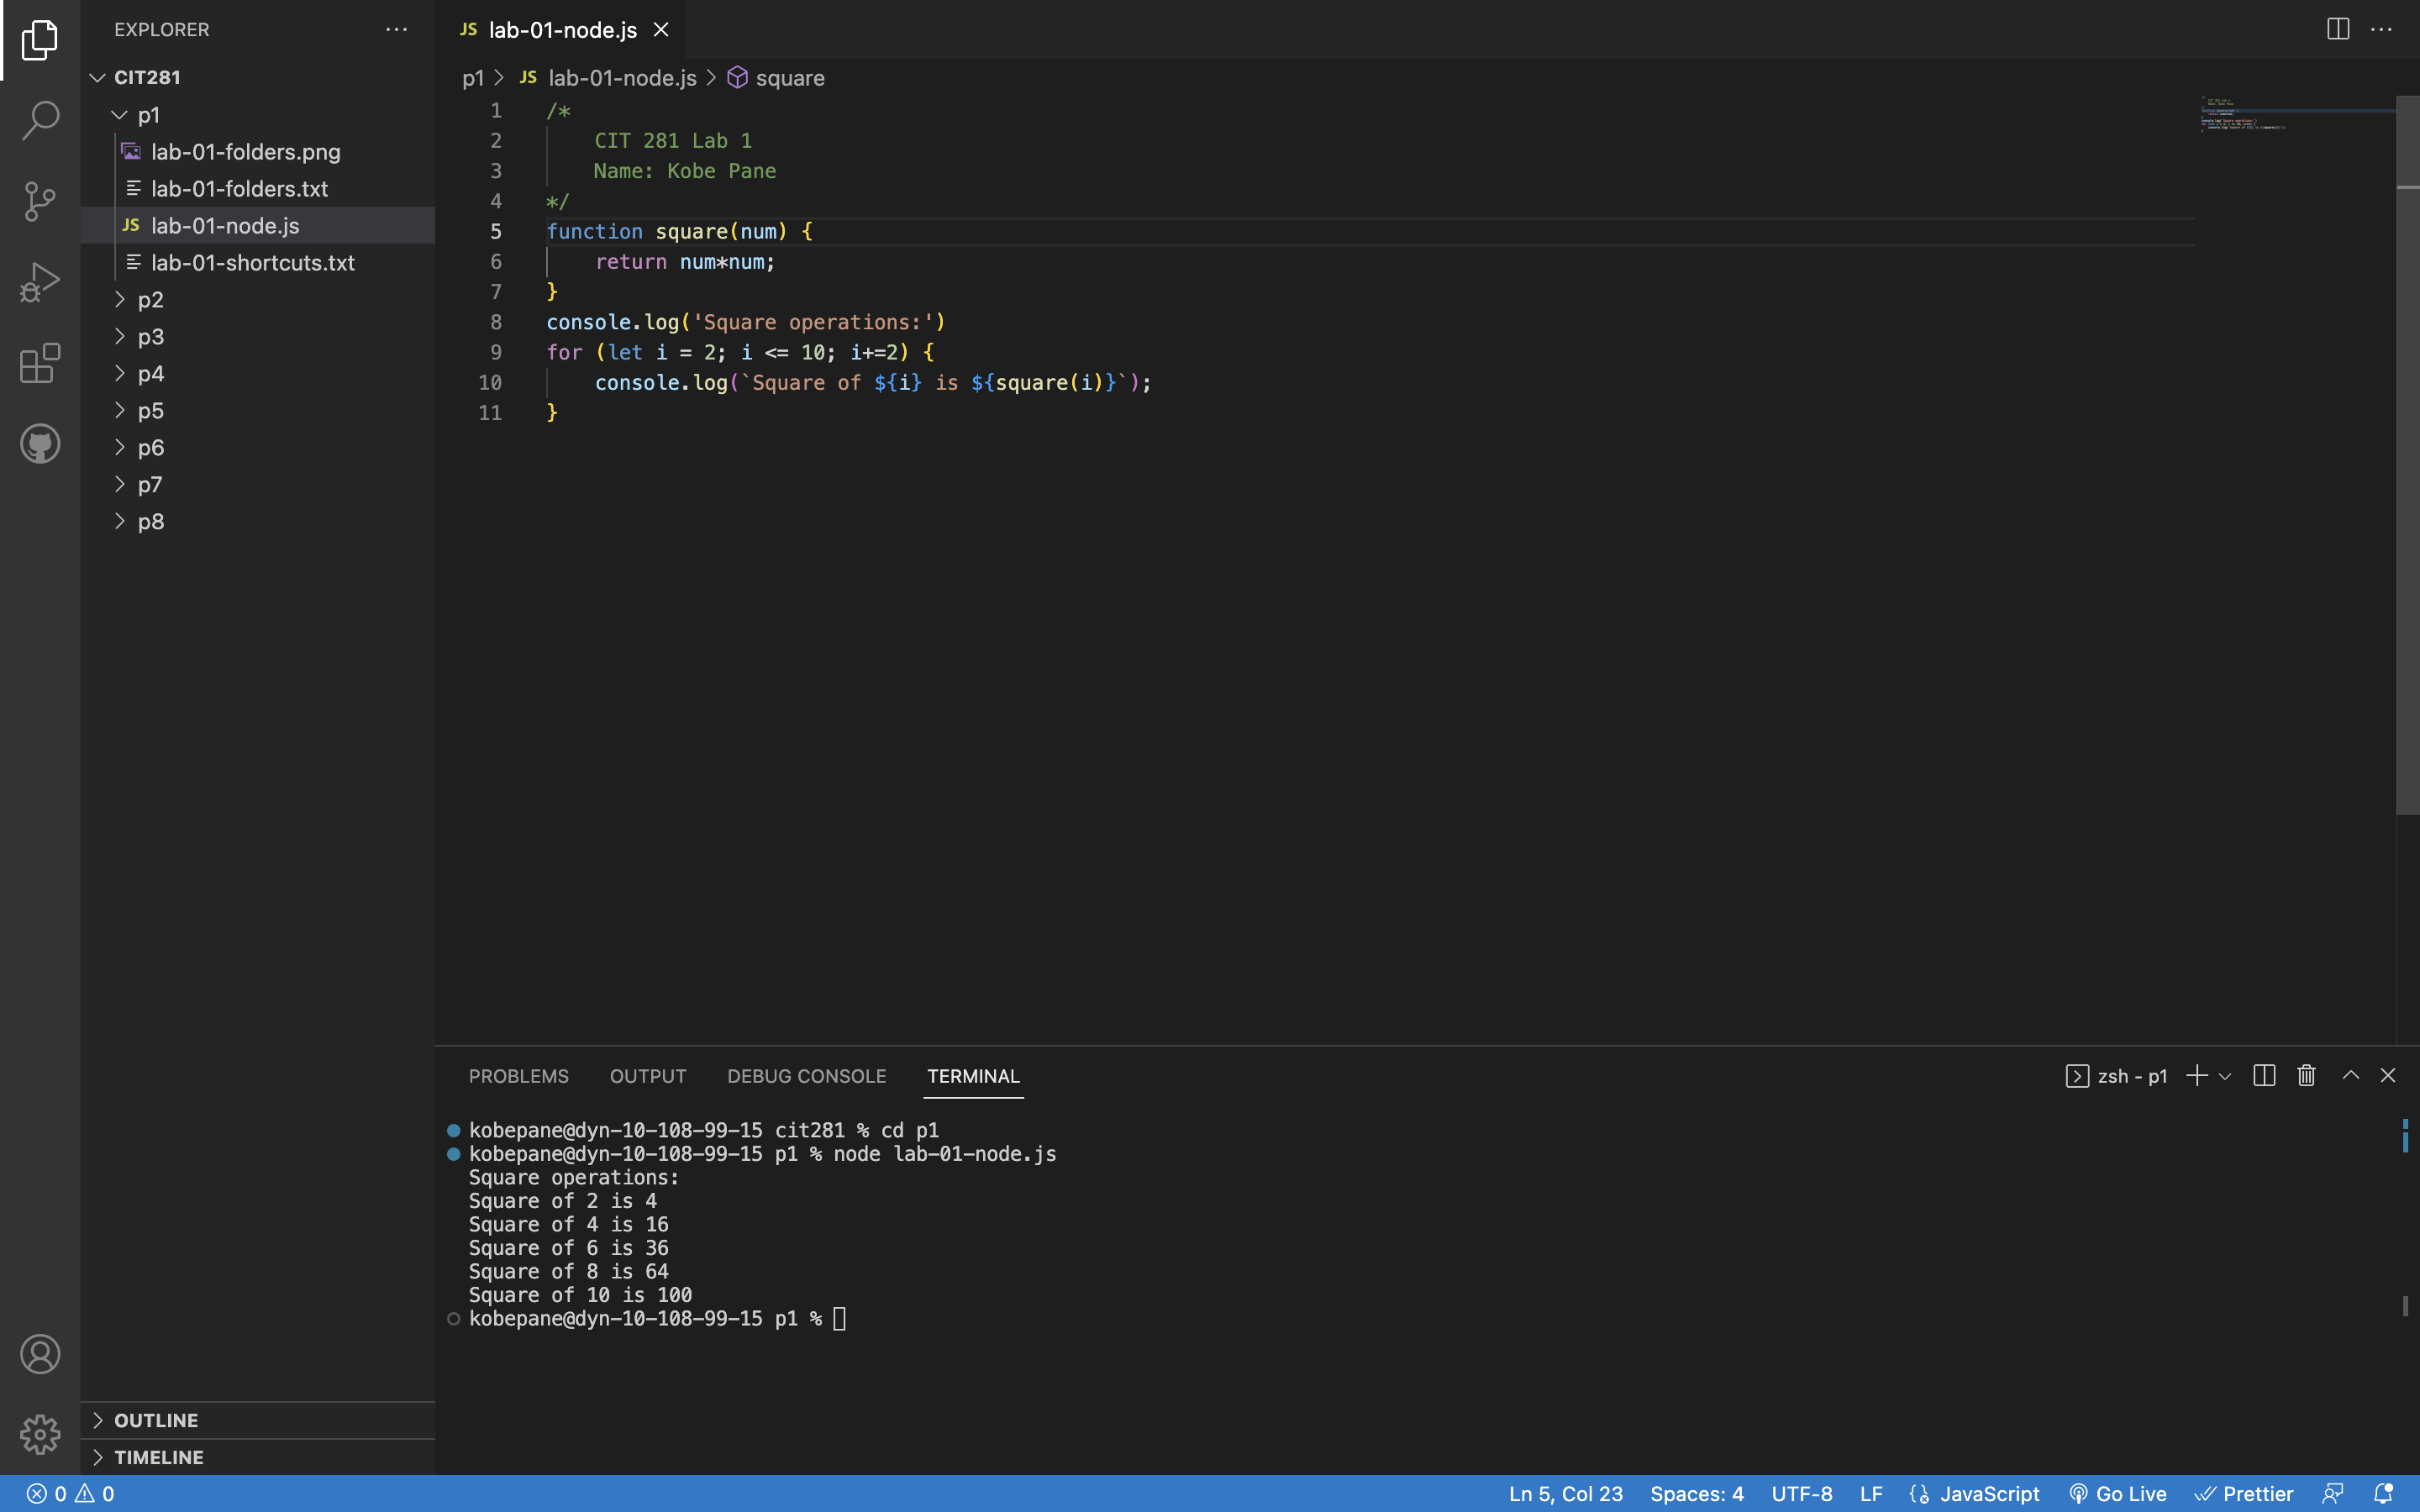 EXPLORER
CIT281
p1
lab-01-folders.png
lab-01-folders.txt
JS lab-01-node.js
lab-01-shortcuts.txt
p2
p3
p4
p5
p6
p7
p8
OUTLINE
TIMELINE
JS lab-01-node.js
p1 > JS lab-01-node.js > square
1 /*
2     CIT 281 Lab 1
3     Name: Kobe Pane
4 */
5 function square(num) {
6     return num*num;
7 }
8 console.log('Square operations:')
9 for (let i = 2; i <= 10; i+=2) {
10     console.log(`Square of ${i} is ${square(i)}`);
11 }
PROBLEMS OUTPUT DEBUG CONSOLE TERMINAL zsh - p1
kobepane@dyn-10-108-99-15 cit281 % cd p1
kobepane@dyn-10-108-99-15 p1 % node lab-01-node.js
Square operations:
Square of 2 is 4
Square of 4 is 16
Square of 6 is 36
Square of 8 is 64
Square of 10 is 100
kobepane@dyn-10-108-99-15 p1 %
0 0 Ln 5, Col 23 Spaces: 4 UTF-8 LF JavaScript Go Live Prettier